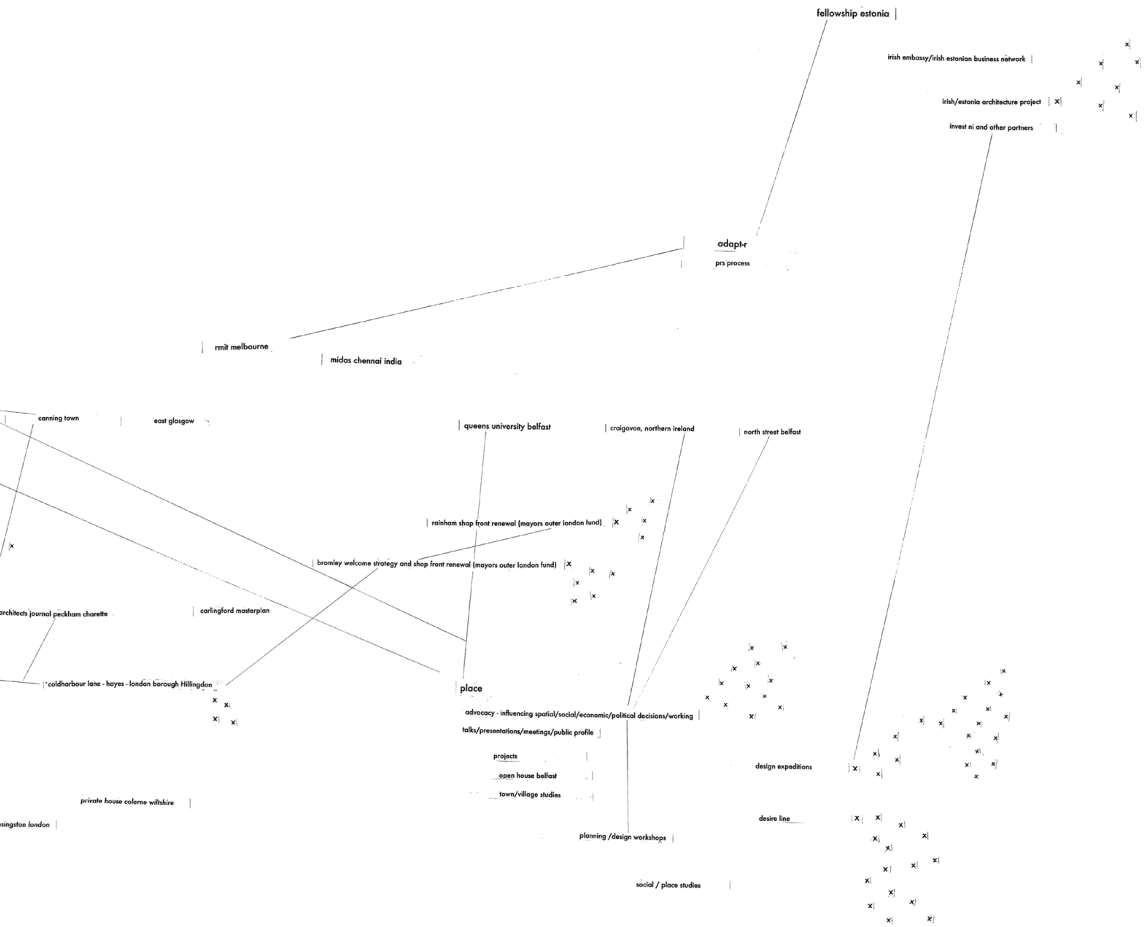 fellowship estonia
irish embassy/irish estonian business network
irish/estonia architecture project x
invest ni and other partners
adapt-r
prs process
rmit melbourne
midas chennai india
canning town
east glasgow
queens university belfast
craigavon, northern ireland
north street belfast
rainham shop front renewal (mayors outer london fund) x
bromley welcome strategy and shop front renewal (mayors outer london fund) x
architects journal peckham charette
carlingford masterplan
coldharbour lane - hayes - london borough Hillingdon
place
advocacy - influencing spatial/social/economic/political decisions/working
talks/presentations/meetings/public profile
projects
open house belfast
town/village studies
design expeditions x
private house colerne wiltshire
desire line x
nsingston london
planning /design workshops
social / place studies